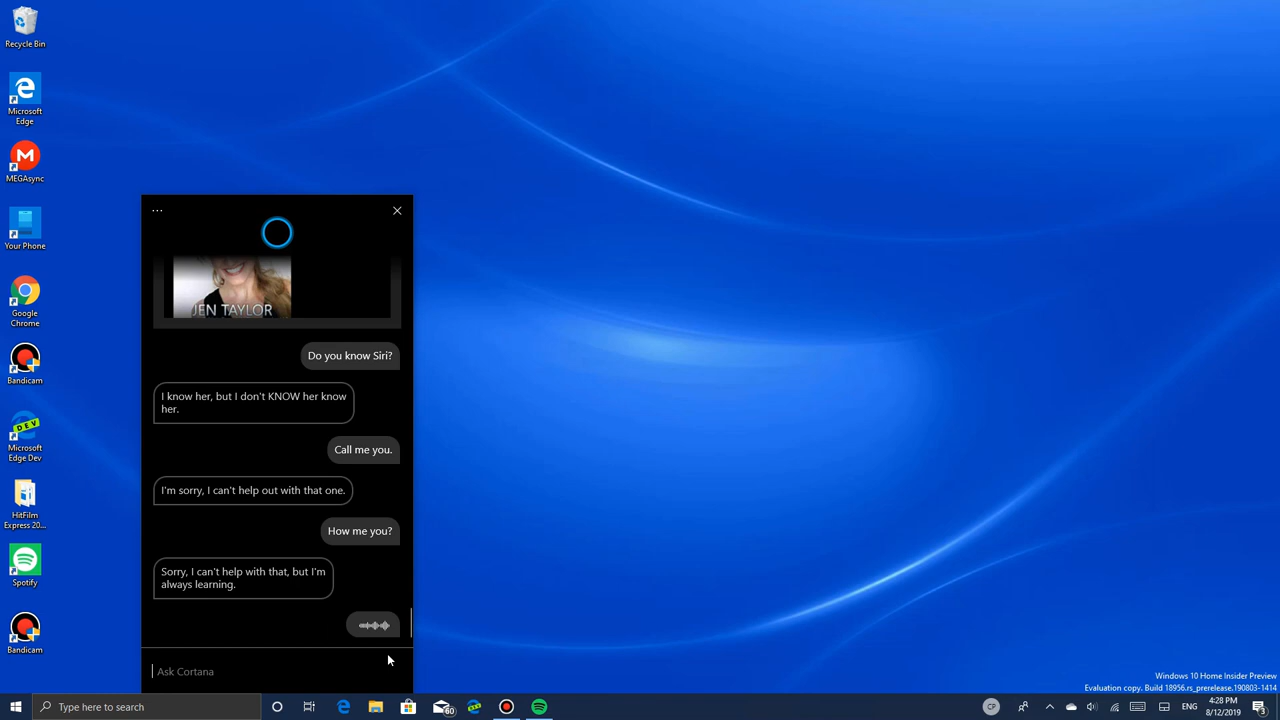 Recycle Bin
Microsoft
Edge
MEGAsync
Your Phone
Google
Chrome
Bandicam
DEV
Microsoft
Edge Dev
HitFilm
Express 20...
Spotify
Bandicam
...
JEN TAYLOR
Do you know Siri?
I know her, but I don't KNOW her know
her.
Call me you.
I'm sorry, I can't help out with that one.
How me you?
Sorry, I can't help with that, but I'm
always learning.
Ask Cortana
Windows 10 Home Insider Preview
Evaluation copy. Build 18956.rs_prerelease.190803-1414
Type here to search
60
CP
4:28 PM
8/12/2019
3